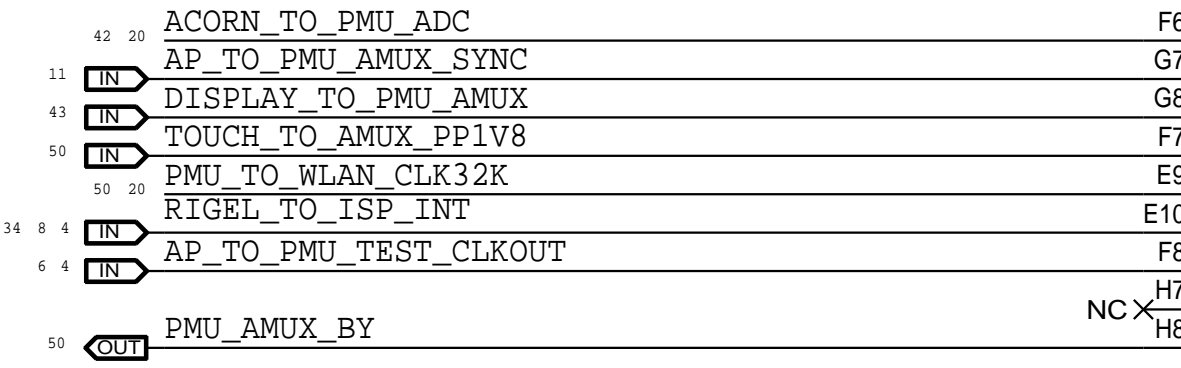 42 20 ACORN_TO_PMU_ADC F6
11 IN AP_TO_PMU_AMUX_SYNC G7
43 IN DISPLAY_TO_PMU_AMUX G8
50 IN TOUCH_TO_AMUX_PP1V8 F7
50 20 PMU_TO_WLAN_CLK32K E9
34 8 4 IN RIGEL_TO_ISP_INT E10
6 4 IN AP_TO_PMU_TEST_CLKOUT F8
NC H7
50 OUT PMU_AMUX_BY H8